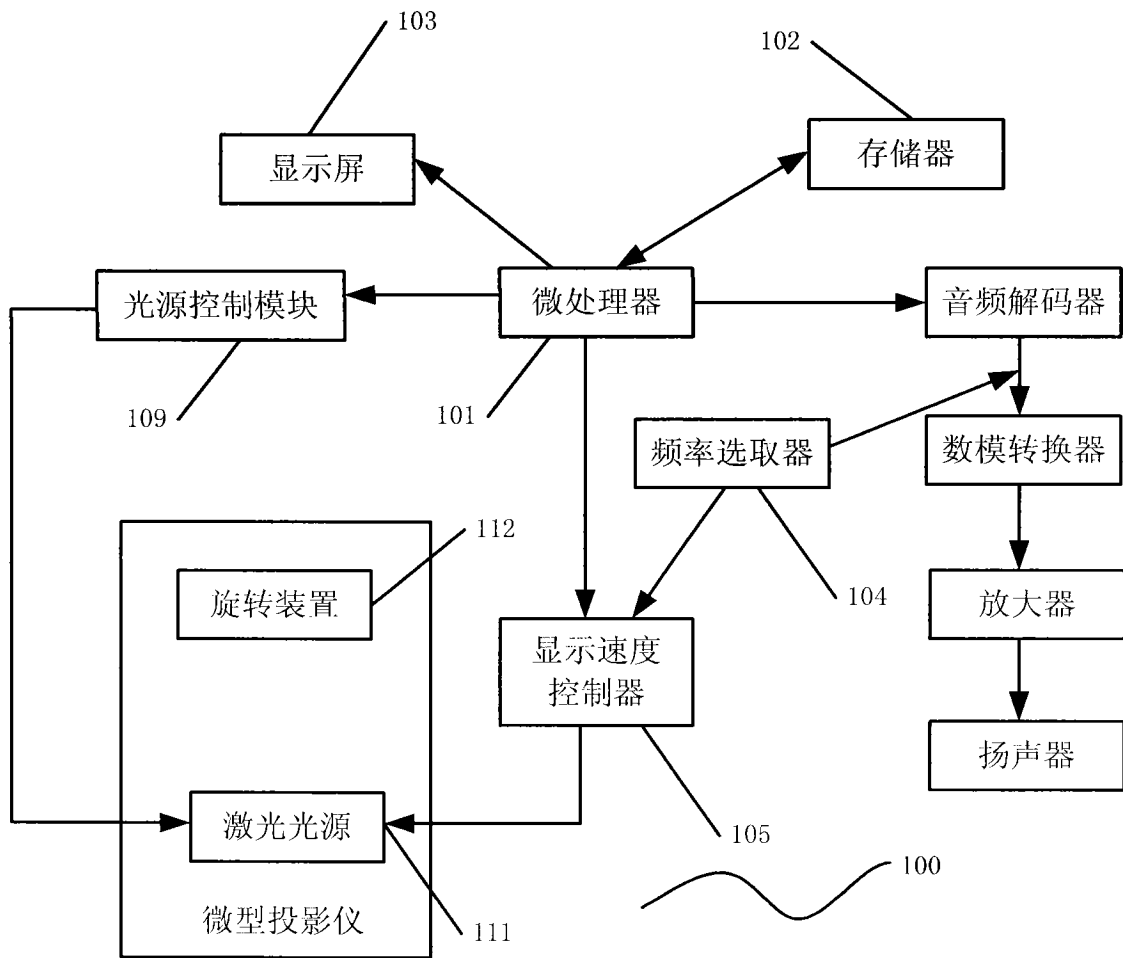 103
102
显示屏
存储器
光源控制模块
微处理器
音频解码器
109
101
频率选取器
数模转换器
112
旋转装置
104
放大器
显示速度
控制器
扬声器
激光光源
105
100
微型投影仪
111